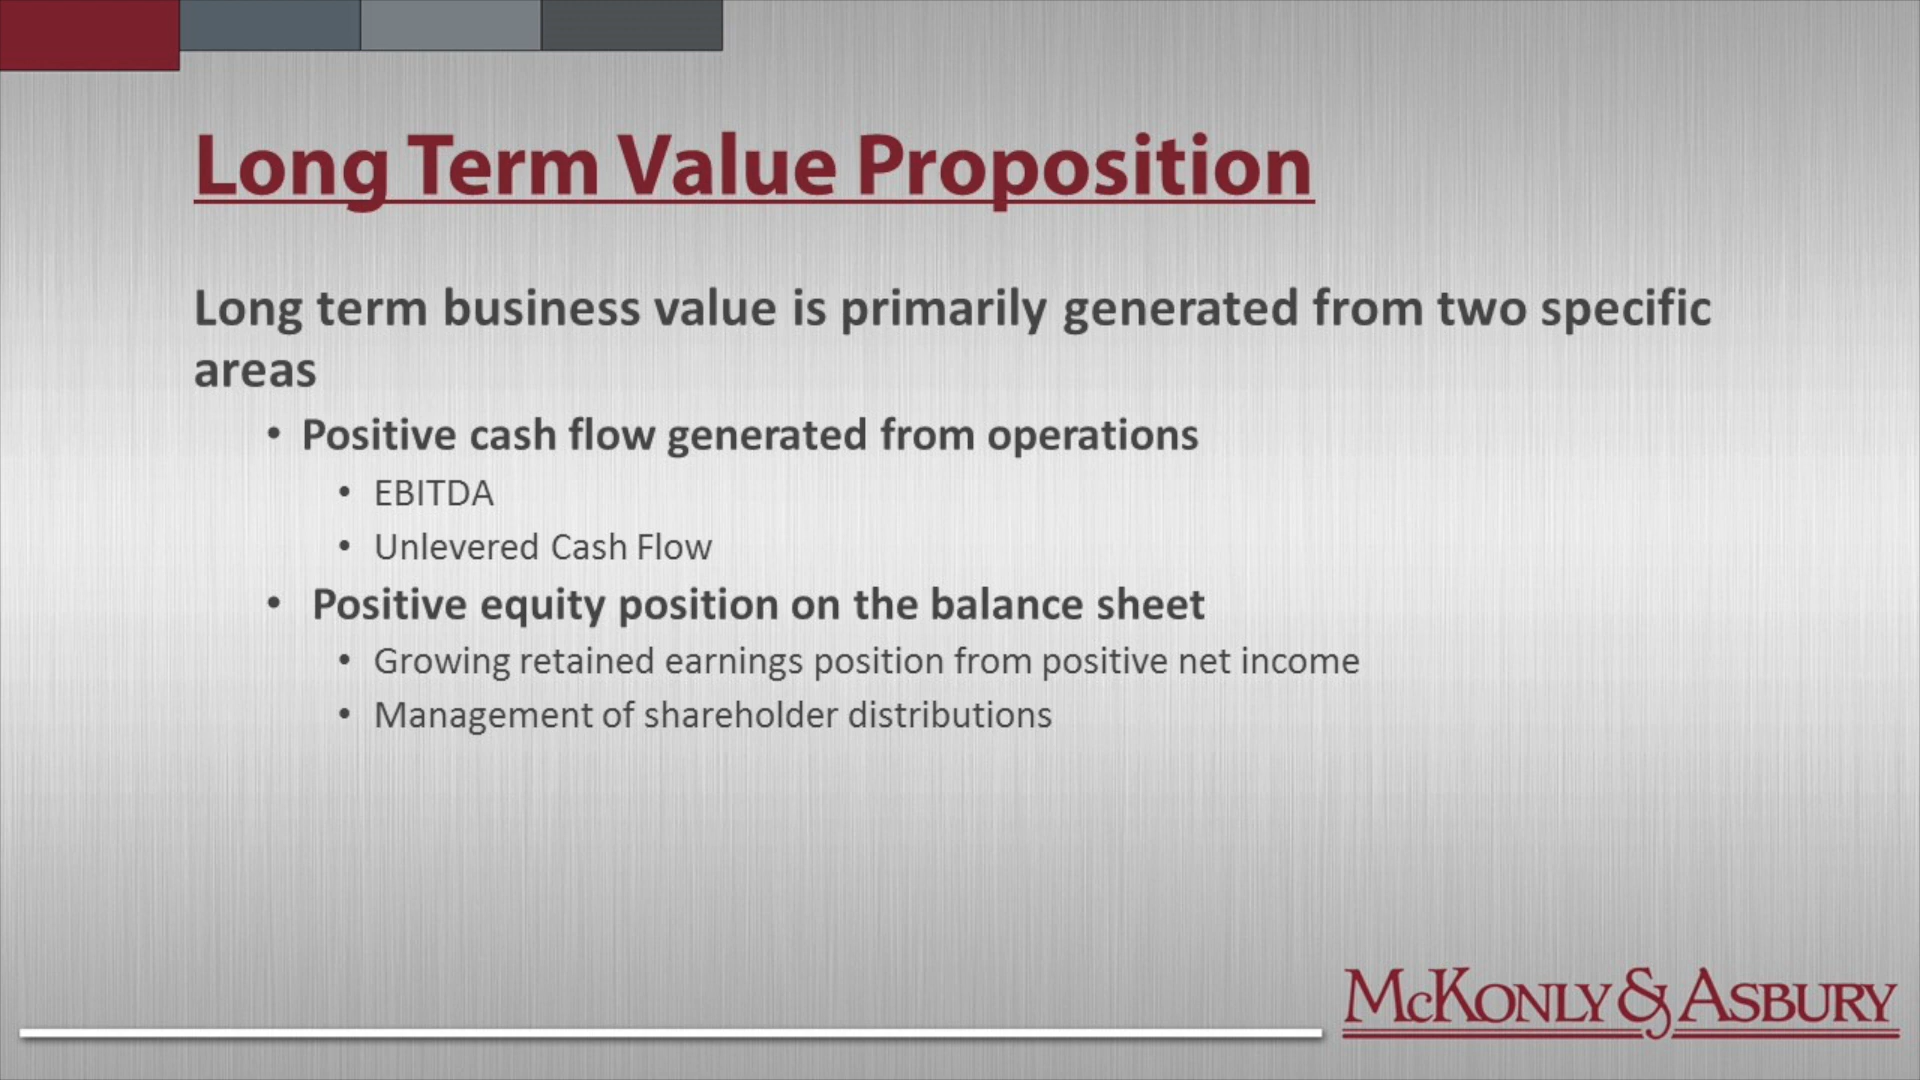 Long Term Value Proposition
Long term business value is primarily generated from two specific
areas
• Positive cash flow generated from operations
• EBITDA
• Unlevered Cash Flow
• Positive equity position on the balance sheet
• Growing retained earnings position from positive net income
• Management of shareholder distributions
McKonly & Asbury